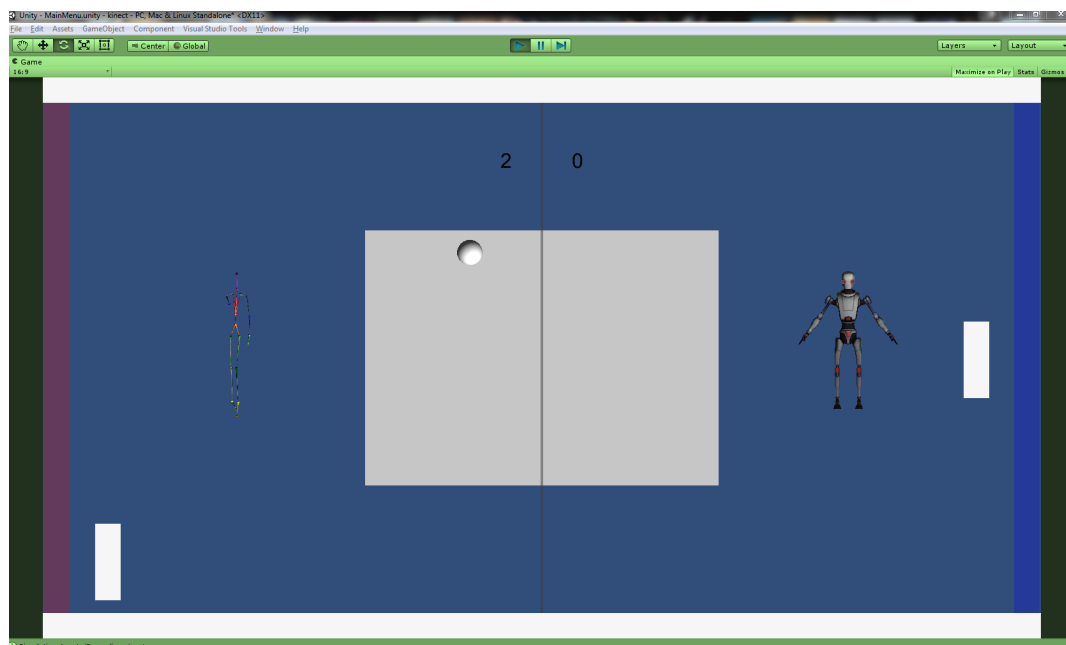 Unity - MainMenu.unity - kinect - PC, Mac & Linux Standalone* <DX11>
File Edit Assets GameObject Component Visual Studio Tools Window Help
Center Global Layers Layout
Game
16:9 Maximize on Play Stats Gizmos
2 0